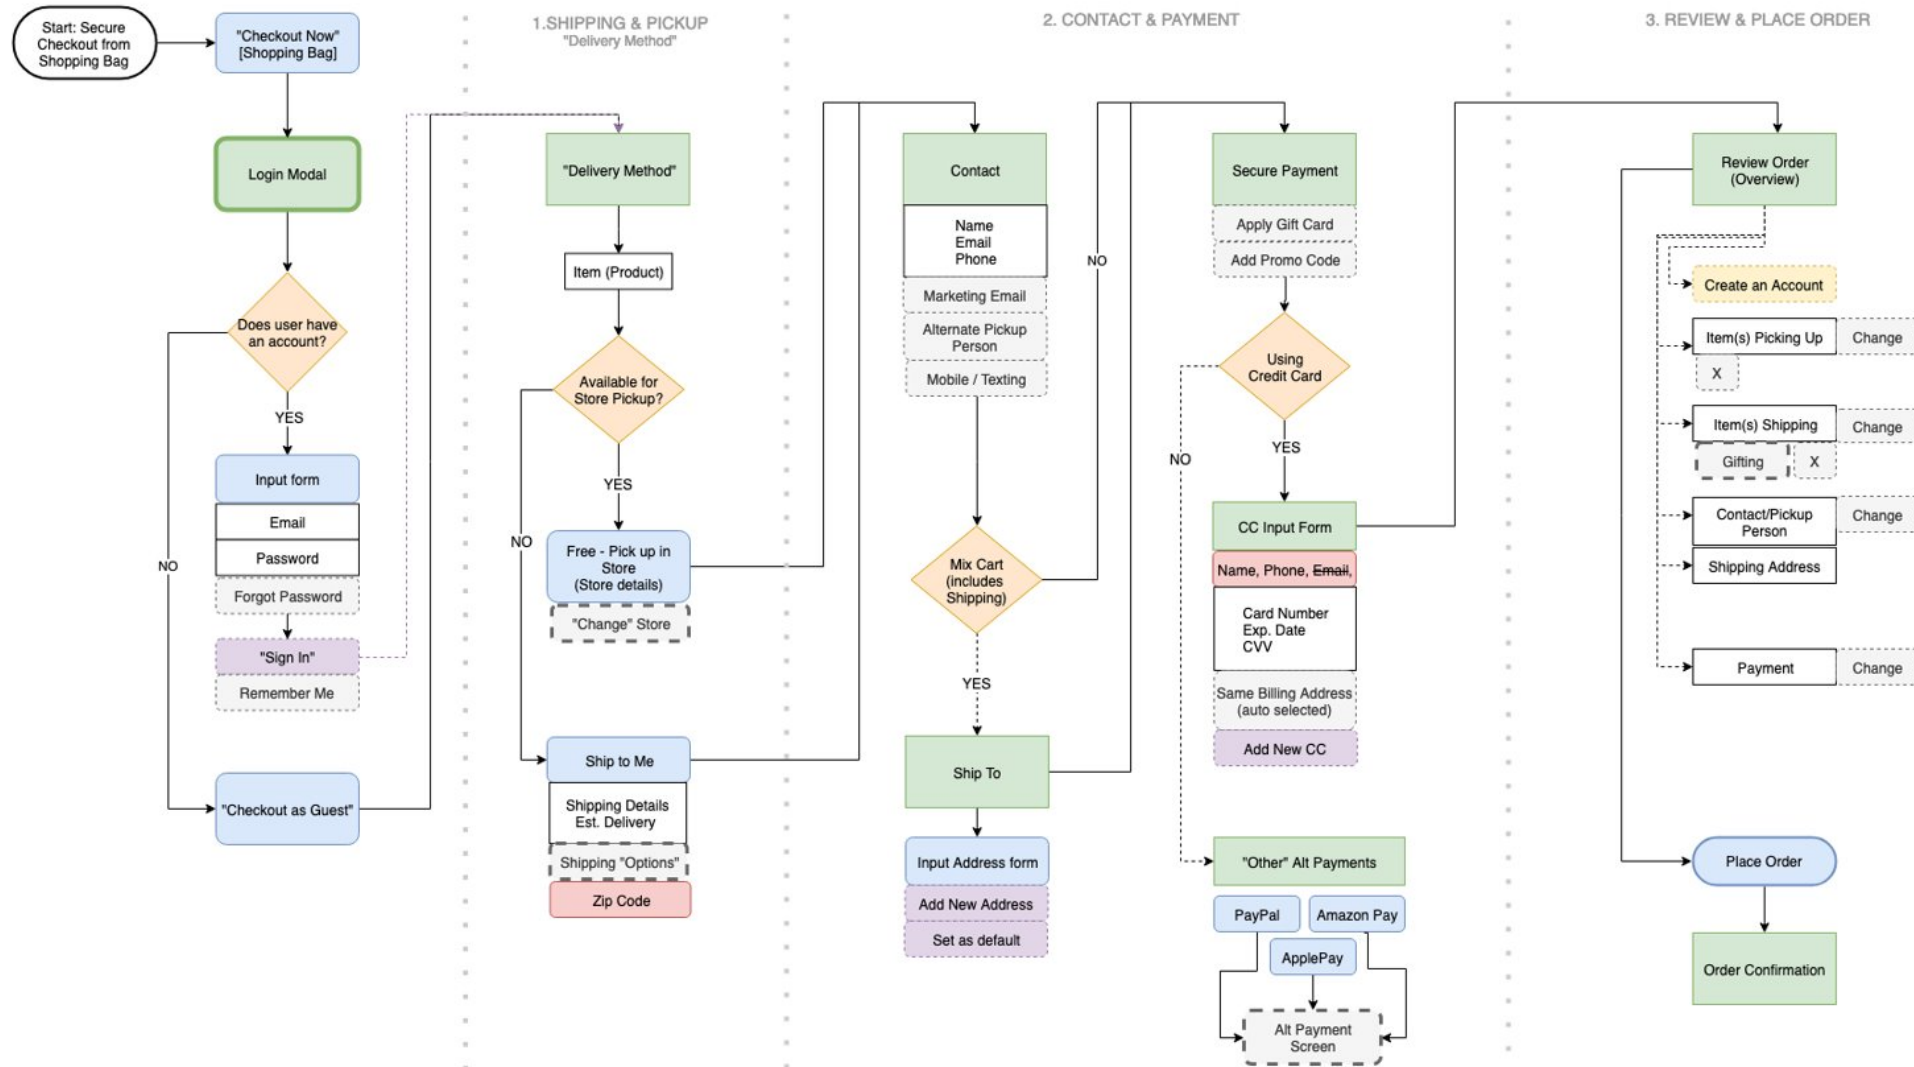 Start: Secure
Checkout from
Shopping Bag
"Checkout Now"
[Shopping Bag]
Login Modal
Does user have
an account?
YES
NO
Input form
Email
Password
Forgot Password
"Sign In"
Remember Me
"Checkout as Guest"
1.SHIPPING & PICKUP
"Delivery Method"
"Delivery Method"
Item (Product)
Available for
Store Pickup?
YES
NO
Free - Pick up in
Store
(Store details)
"Change" Store
Ship to Me
Shipping Details
Est. Delivery
Shipping "Options"
Zip Code
2. CONTACT & PAYMENT
Contact
Name
Email
Phone
Marketing Email
Alternate Pickup
Person
Mobile / Texting
NO
Mix Cart
(includes
Shipping)
YES
Ship To
Input Address form
Add New Address
Set as default
Secure Payment
Apply Gift Card
Add Promo Code
Using
Credit Card
YES
NO
CC Input Form
Name, Phone, Email,
Card Number
Exp. Date
CVV
Same Billing Address
(auto selected)
Add New CC
"Other" Alt Payments
PayPal
Amazon Pay
ApplePay
Alt Payment
Screen
3. REVIEW & PLACE ORDER
Review Order
(Overview)
Create an Account
Item(s) Picking Up
Change
X
Item(s) Shipping
Change
Gifting
X
Contact/Pickup
Person
Change
Shipping Address
Payment
Change
Place Order
Order Confirmation